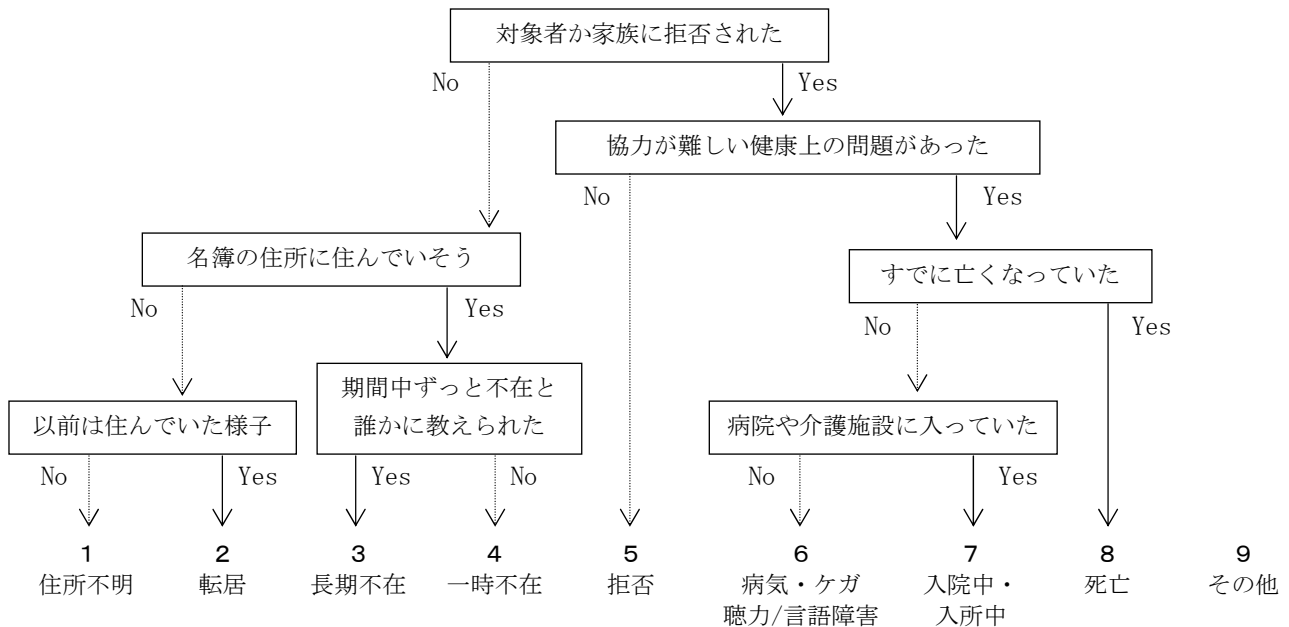 対象者か家族に拒否された
No
Yes
協力が難しい健康上の問題があった
No
Yes
名簿の住所に住んでいそう
すでに亡くなっていた
No
Yes
No
Yes
期間中ずっと不在と
誰かに教えられた
以前は住んでいた様子
病院や介護施設に入っていた
No
Yes
Yes
No
No
Yes
1
2
3
4
5
6
7
8
9
住所不明
転居
長期不在
一時不在
拒否
病気・ケガ
聴力/言語障害
入院中・
入所中
死亡
その他